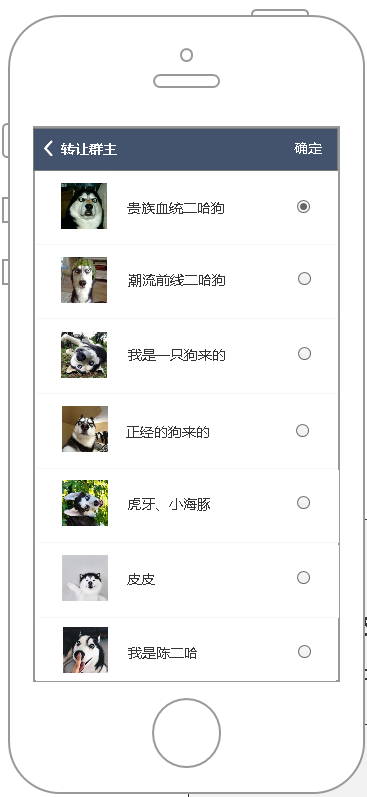 转让群主 确定
贵族血统二哈狗
潮流前线二哈狗
我是一只狗来的
正经的狗来的
虎牙、小海豚
皮皮
我是陈二哈